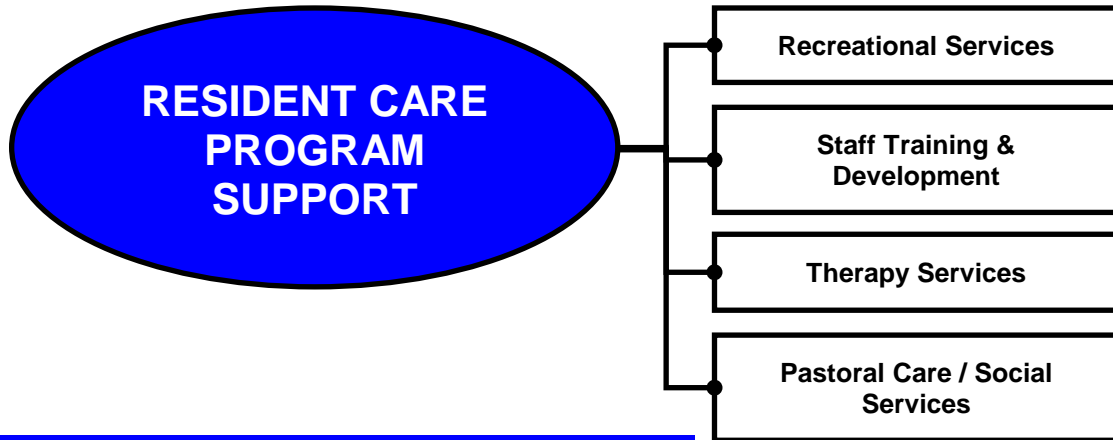 RESIDENT CARE
PROGRAM
SUPPORT
Recreational Services
Staff Training &
Development
Therapy Services
Pastoral Care / Social
Services